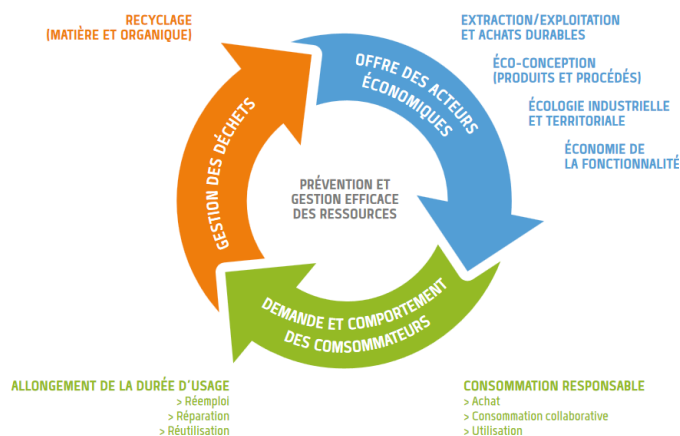 RECYCLAGE
(MATIÈRE ET ORGANIQUE)
EXTRACTION/EXPLOITATION
ET ACHATS DURABLES
ÉCO-CONCEPTION
(PRODUITS ET PROCÉDÉS)
ÉCOLOGIE INDUSTRIELLE
ET TERRITORIALE
ÉCONOMIE DE
LA FONCTIONNALITÉ
OFFRE DES ACTEURS
ÉCONOMIQUES
GESTION DES DÉCHETS
PRÉVENTION ET
GESTION EFFICACE
DES RESSOURCES
DEMANDE ET COMPORTEMENT
DES COMSOMMATEURS
ALLONGEMENT DE LA DURÉE D'USAGE
> Réemploi
> Réparation
> Réutilisation
CONSOMMATION RESPONSABLE
> Achat
> Consommation collaborative
> Utilisation